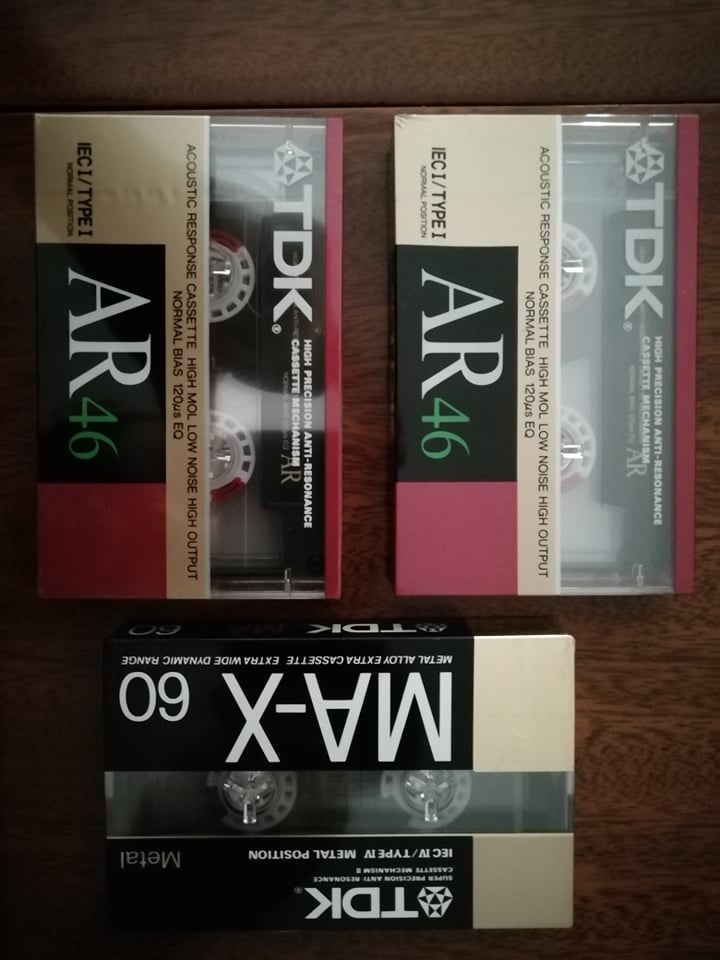 IEC I/TYPE I
NORMAL POSITION
AR 46
ACOUSTIC RESPONSE CASSETTE HIGH MOL LOW NOISE HIGH OUTPUT
NORMAL BIAS 120μs EQ
TDK®
HIGH PRECISION ANTI-RESONANCE
CASSETTE MECHANISM
AR
IEC I/TYPE I
NORMAL POSITION
AR 46
ACOUSTIC RESPONSE CASSETTE HIGH MOL LOW NOISE HIGH OUTPUT
NORMAL BIAS 120μs EQ
TDK®
HIGH PRECISION ANTI-RESONANCE
CASSETTE MECHANISM
AR
TDK®
SUPER PRECISION ANTI-RESONANCE
CASSETTE MECHANISM II
IEC IV/TYPE IV METAL POSITION
Metal
MA-X 60
METAL ALLOY EXTRA CASSETTE EXTRA WIDE DYNAMIC RANGE
TDK MA-X 60